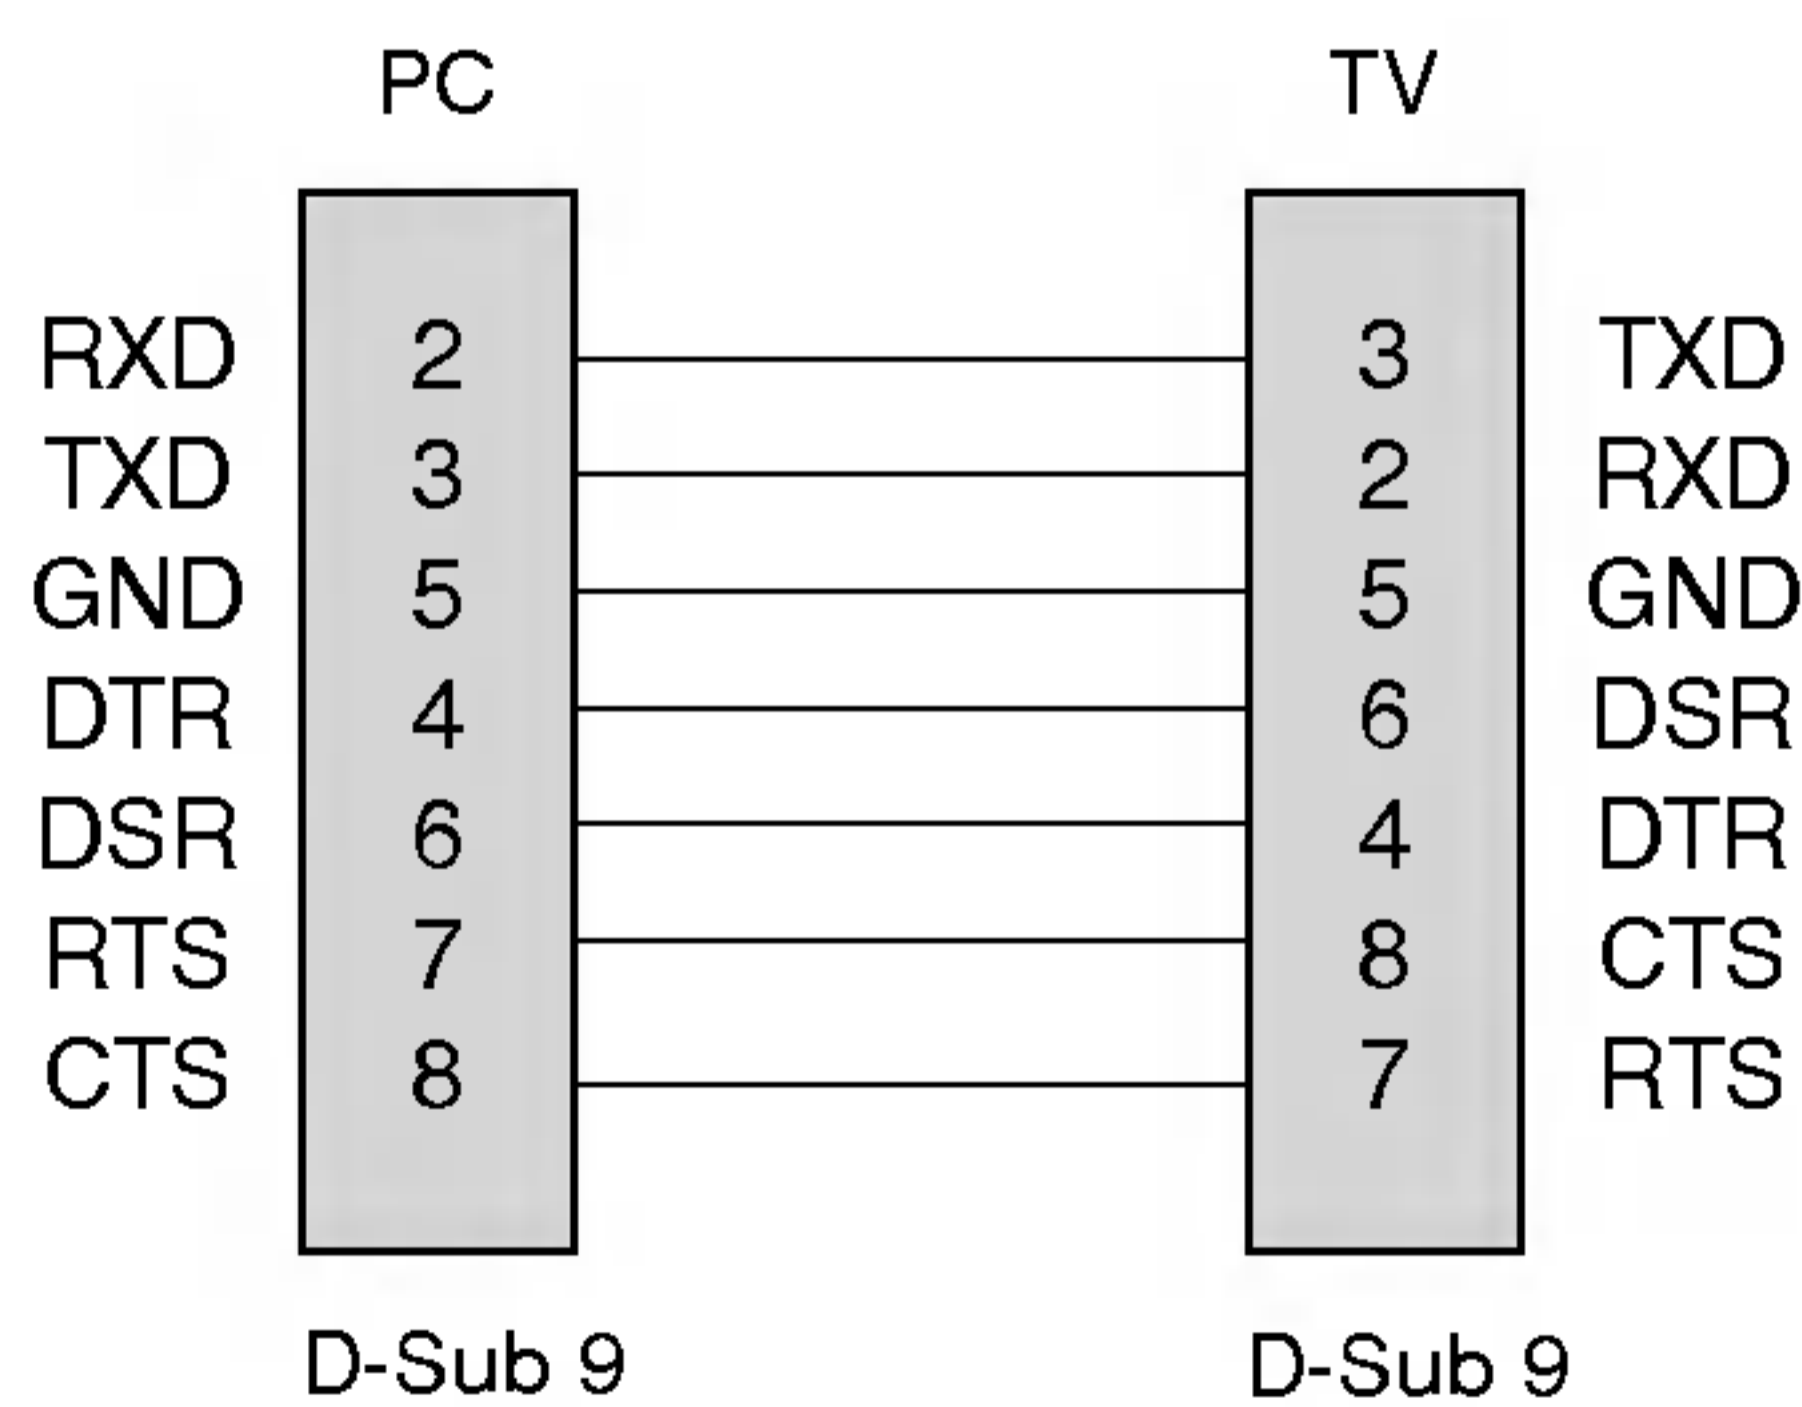 PC TV
RXD 2 3 TXD
TXD 3 2 RXD
GND 5 5 GND
DTR 4 6 DSR
DSR 6 4 DTR
RTS 7 8 CTS
CTS 8 7 RTS
D-Sub 9 D-Sub 9